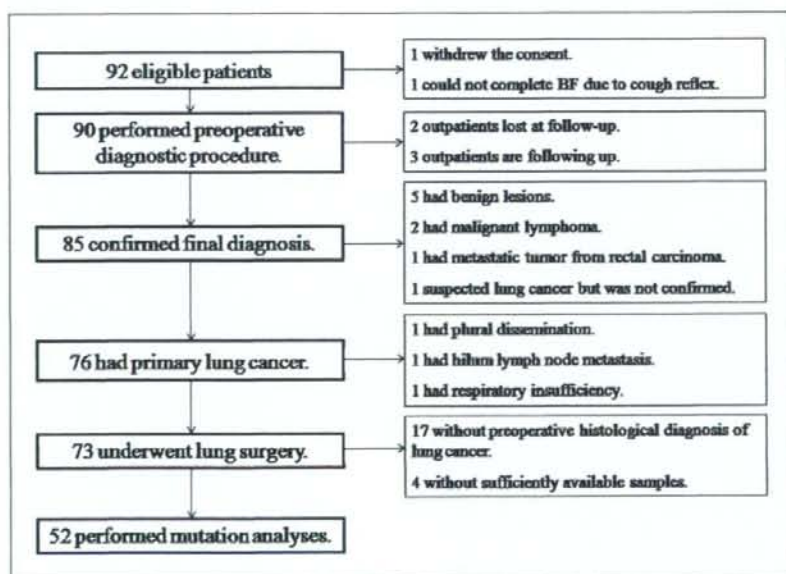 92 eligible patients
1 withdrew the consent.
1 could not complete BF due to cough reflex.
90 performed preoperative
diagnostic procedure.
2 outpatients lost at follow-up.
3 outpatients are following up.
85 confirmed final diagnosis.
5 had benign lesions.
2 had malignant lymphoma.
1 had metastatic tumor from rectal carcinoma.
1 suspected lung cancer but was not confirmed.
76 had primary lung cancer.
1 had plural dissemination.
1 had hilum lymph node metastasis.
1 had respiratory insufficiency.
73 underwent lung surgery.
17 without preoperative histological diagnosis of
lung cancer.
4 without sufficiently available samples.
52 performed mutation analyses.